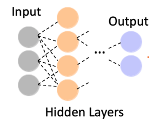 Input
Output
...
Hidden Layers